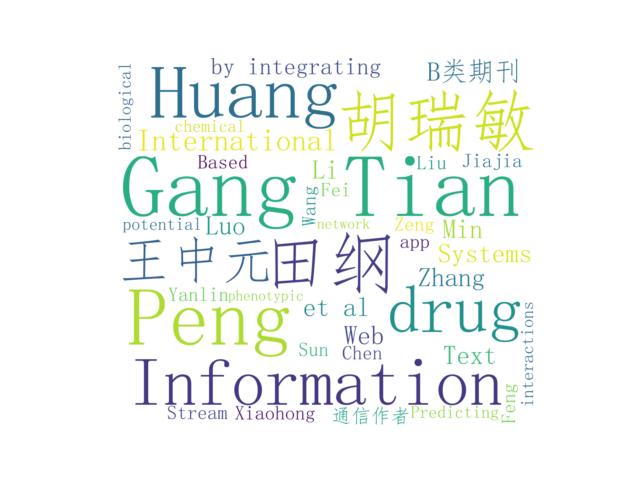 biological
by integrating
B类期刊
Huang
胡瑞敏
chemical
International
Based
Li
Liu
Jiajia
Gang Tian
Wang
Fei
potential
Luo
network
Zeng
Min
app
Systems
王中元
田纲
Zhang
Yanlin
phenotypic
et al
drug
Peng
Web
interactions
Sun
Chen
Text
Information
Feng
Stream
Xiaohong
通信作者
Predicting